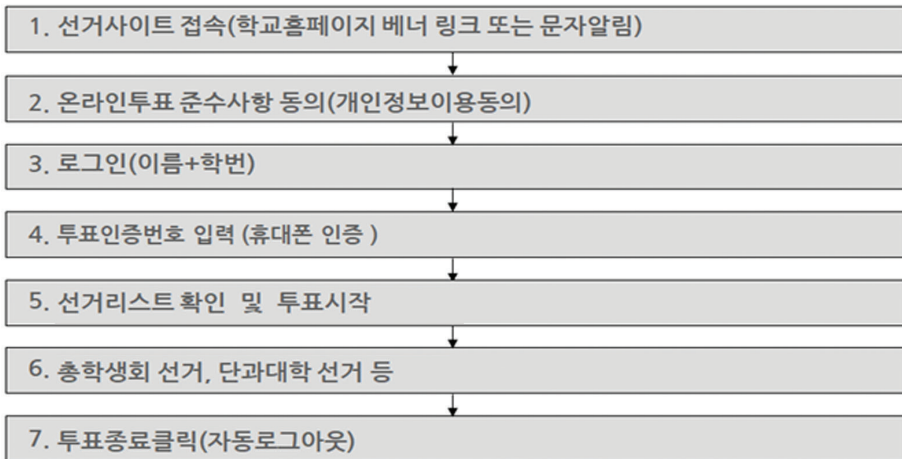 1. 선거사이트 접속(학교홈페이지 베너 링크 또는 문자알림)
2. 온라인투표 준수사항 동의(개인정보이용동의)
3. 로그인(이름+학번)
4. 투표인증번호 입력 (휴대폰 인증 )
5. 선거리스트 확인 및 투표시작
6. 총학생회 선거, 단과대학 선거 등
7. 투표종료클릭(자동로그아웃)